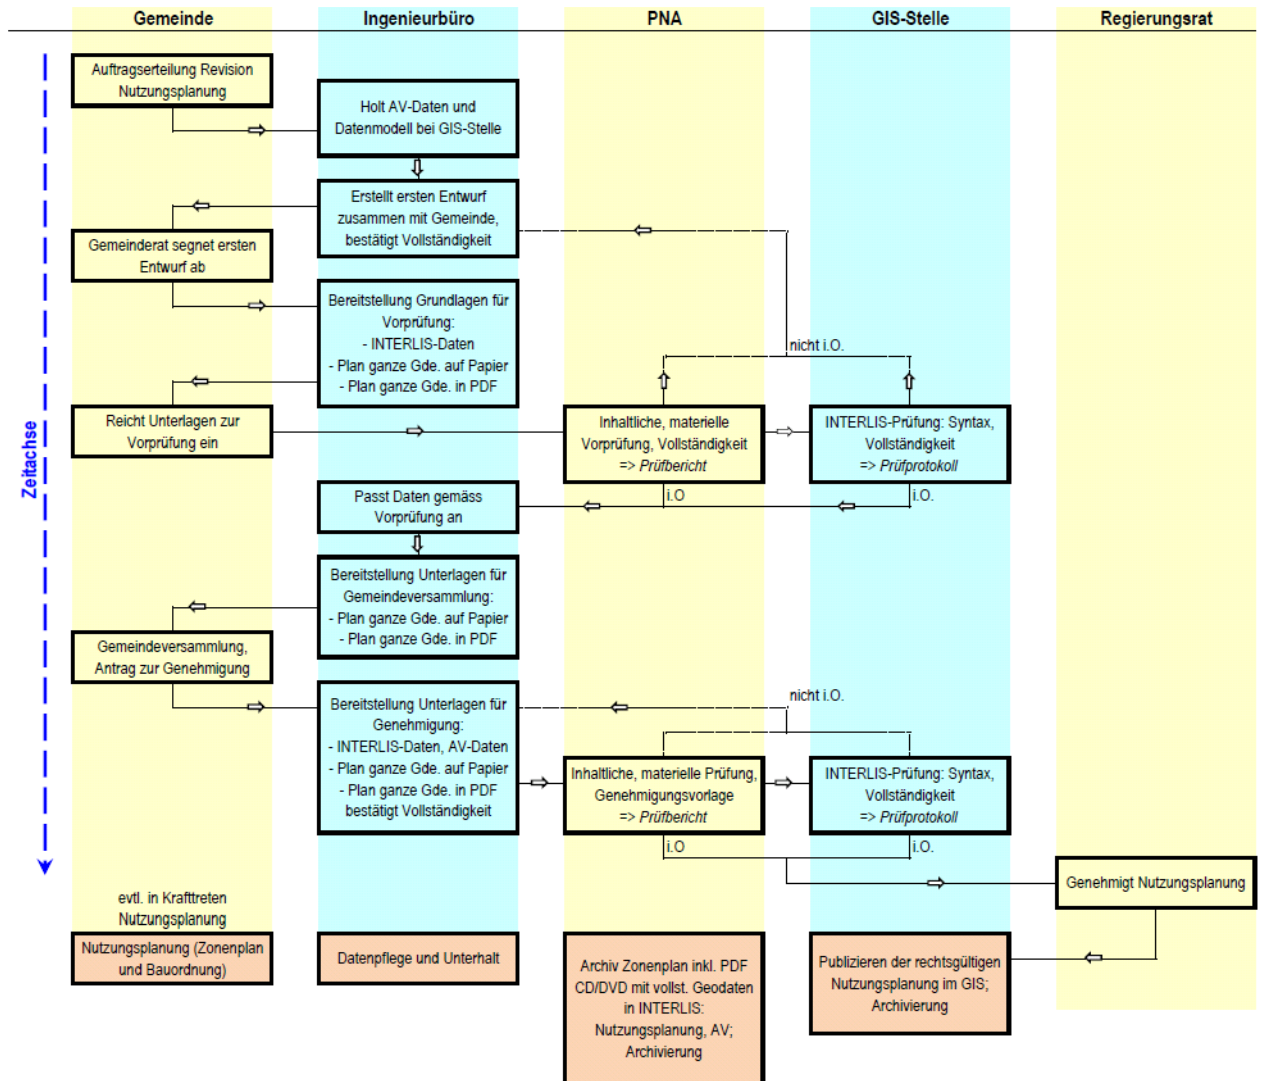 Gemeinde
Ingenieurbüro
PNA
GIS-Stelle
Regierungsrat
Zeitachse
Auftragserteilung Revision
Nutzungsplanung
Holt AV-Daten und
Datenmodell bei GIS-Stelle
Erstellt ersten Entwurf
zusammen mit Gemeinde,
bestätigt Vollständigkeit
Gemeinderat segnet ersten
Entwurf ab
Bereitstellung Grundlagen für
Vorprüfung:
- INTERLIS-Daten
- Plan ganze Gde. auf Papier
- Plan ganze Gde. in PDF
nicht i.O.
Reicht Unterlagen zur
Vorprüfung ein
Inhaltliche, materielle
Vorprüfung, Vollständigkeit
=> Prüfbericht
INTERLIS-Prüfung: Syntax,
Vollständigkeit
=> Prüfprotokoll
i.O
i.O.
Passt Daten gemäss
Vorprüfung an
Bereitstellung Unterlagen für
Gemeindeversammlung:
- Plan ganze Gde. auf Papier
- Plan ganze Gde. in PDF
Gemeindeversammlung,
Antrag zur Genehmigung
Bereitstellung Unterlagen für
Genehmigung:
- INTERLIS-Daten, AV-Daten
- Plan ganze Gde. auf Papier
- Plan ganze Gde. in PDF
bestätigt Vollständigkeit
nicht i.O.
Inhaltliche, materielle Prüfung,
Genehmigungsvorlage
=> Prüfbericht
INTERLIS-Prüfung: Syntax,
Vollständigkeit
=> Prüfprotokoll
i.O
i.O.
Genehmigt Nutzungsplanung
evtl. in Krafttreten
Nutzungsplanung
Nutzungsplanung (Zonenplan
und Bauordnung)
Datenpflege und Unterhalt
Archiv Zonenplan inkl. PDF
CD/DVD mit vollst. Geodaten
in INTERLIS:
Nutzungsplanung, AV;
Archivierung
Publizieren der rechtsgültigen
Nutzungsplanung im GIS;
Archivierung